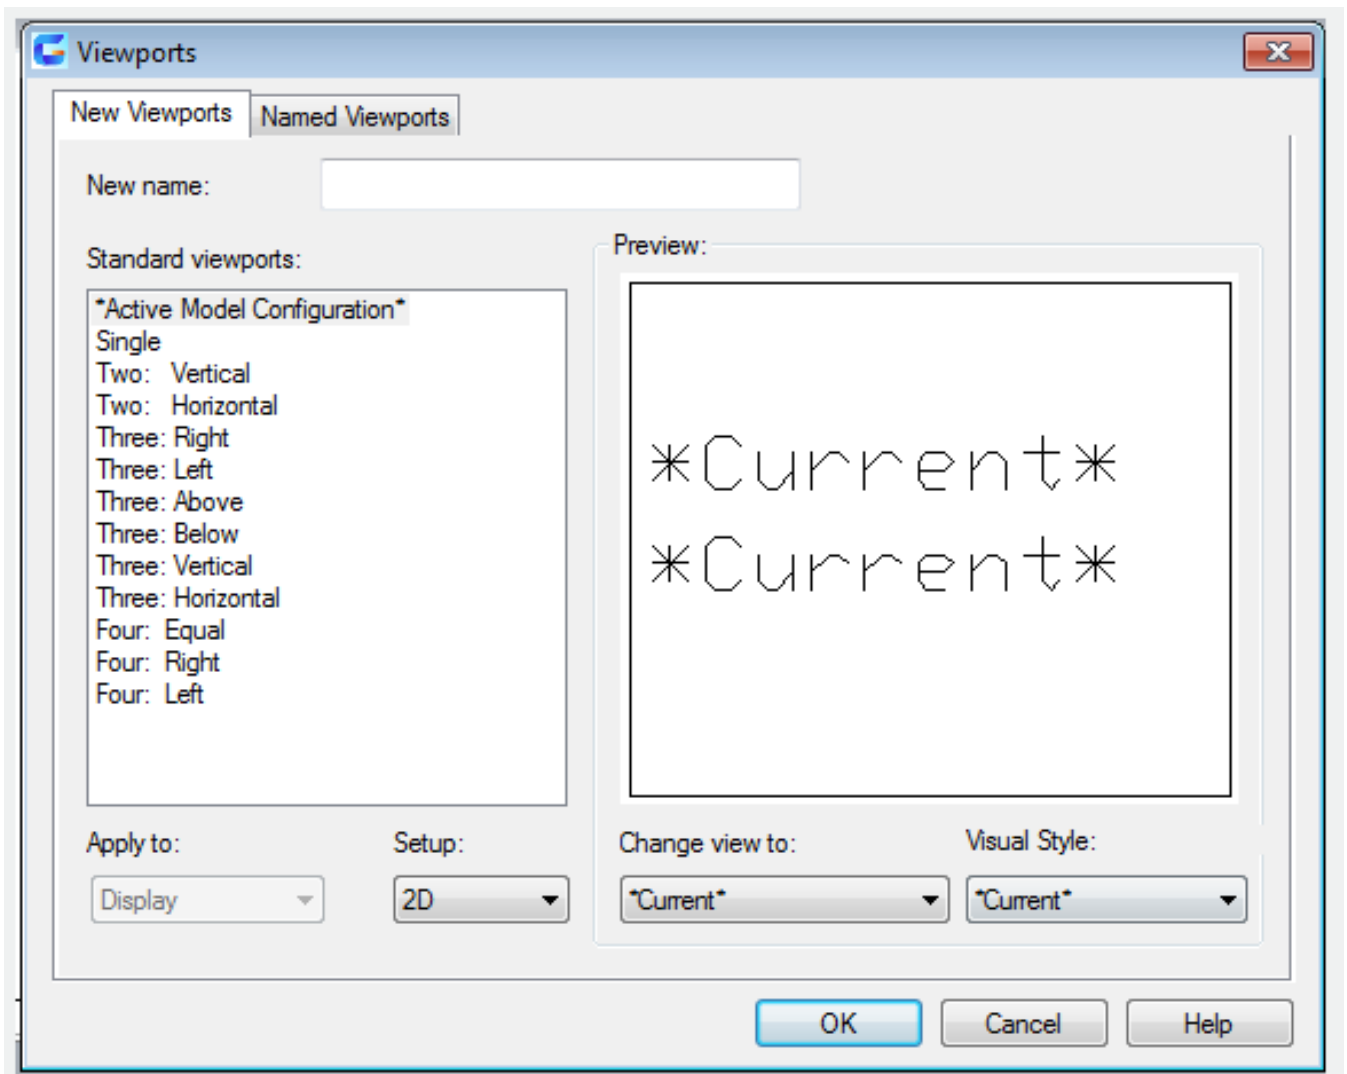 Viewports
New Viewports
Named Viewports
New name:
Standard viewports:
*Active Model Configuration*
Single
Two: Vertical
Two: Horizontal
Three: Right
Three: Left
Three: Above
Three: Below
Three: Vertical
Three: Horizontal
Four: Equal
Four: Right
Four: Left
Preview:
*Current*
*Current*
Apply to:
Setup:
Change view to:
Visual Style:
Display
2D
*Current*
*Current*
OK
Cancel
Help